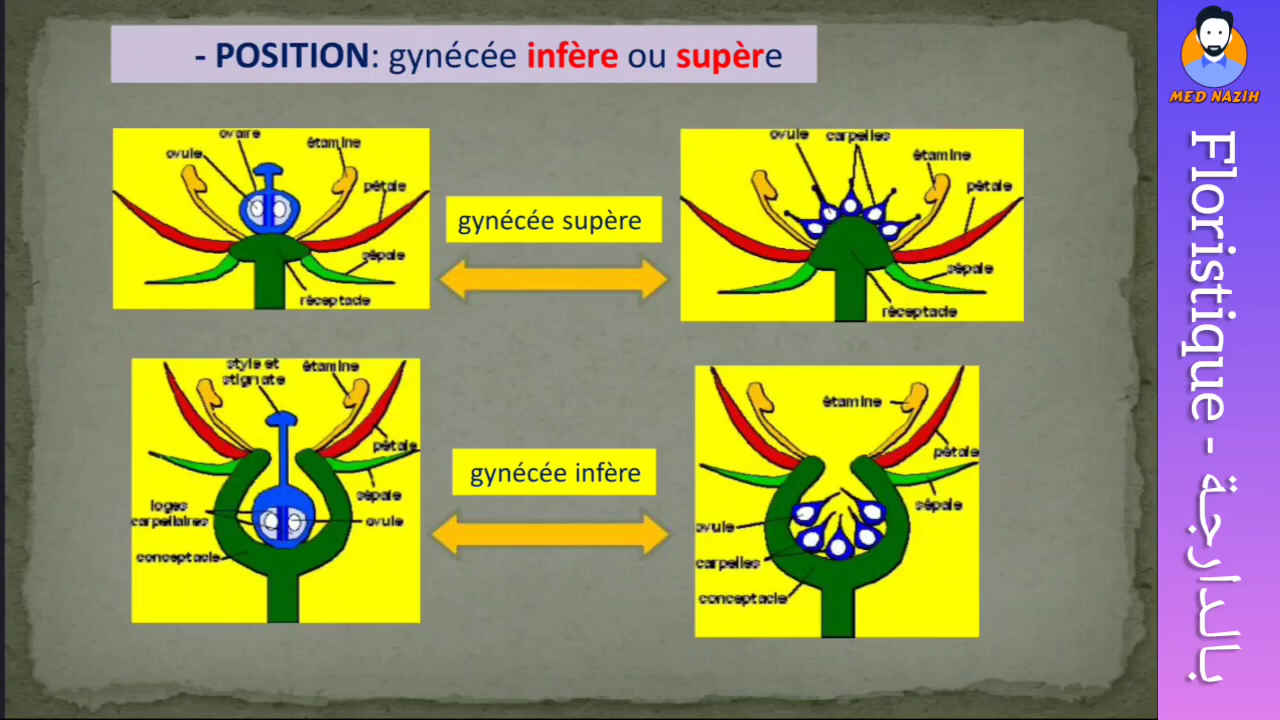 - POSITION: gynécée infère ou supère
ovaire
ovule
étamine
pétale
sépale
réceptacle
gynécée supère
ovule
carpelles
étamine
pétale
sépale
réceptacle
style et
stigmate
étamine
pétale
sépale
loges
carpellaires
ovule
conceptacle
gynécée infère
étamine
pétale
sépale
ovule
carpelles
conceptacle
MED NAZIH
Floristique - بالدارجة